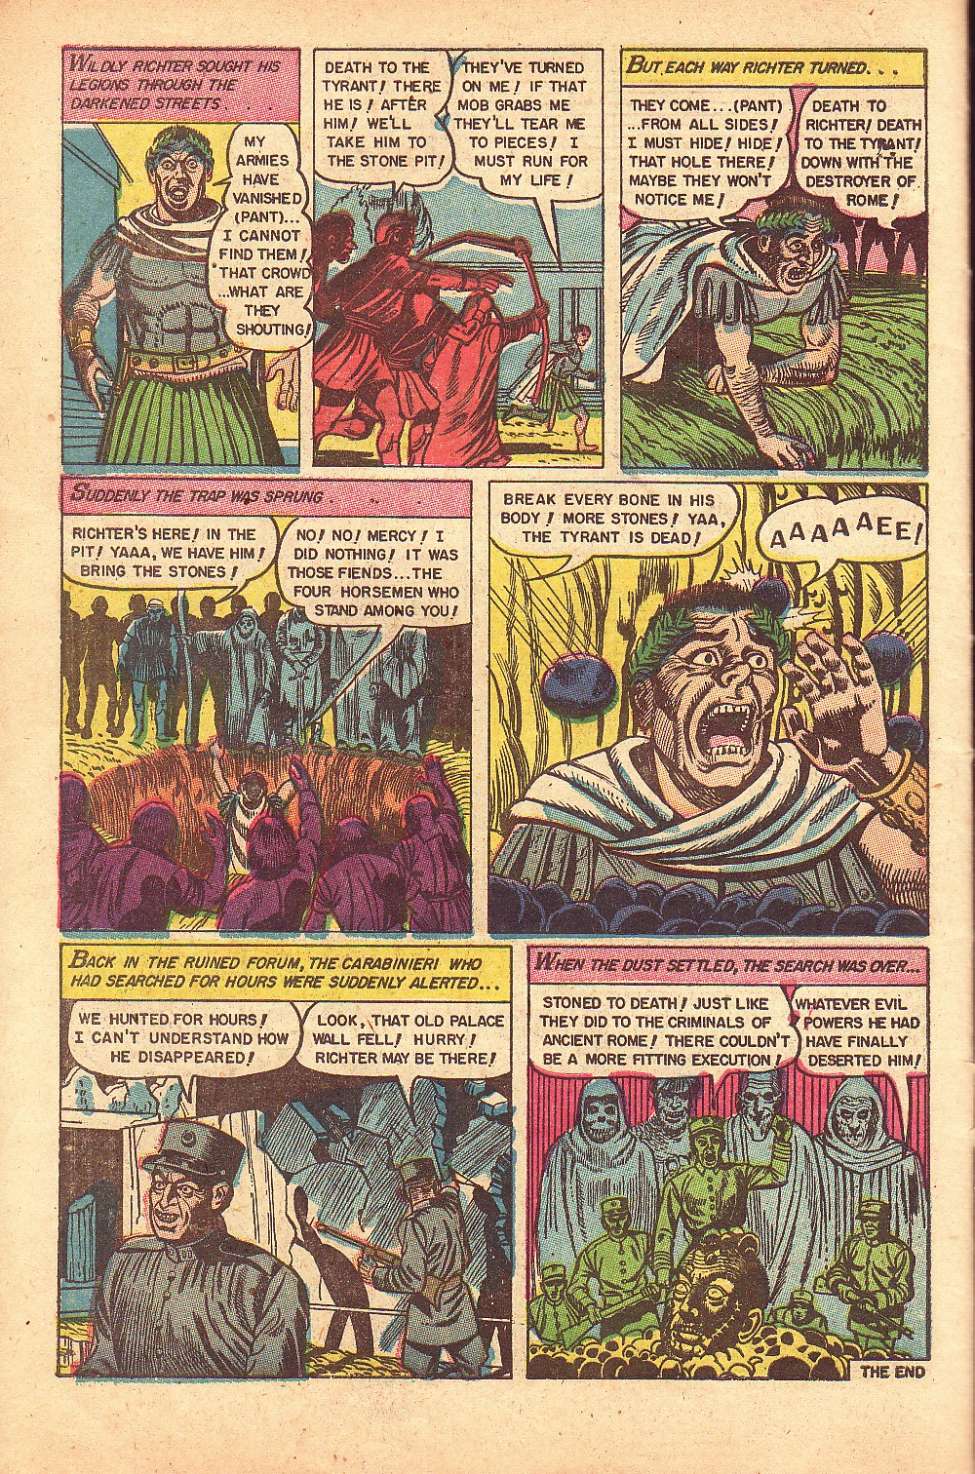 WILDLY RICHTER SOUGHT HIS
LEGIONS THROUGH THE
DARKENED STREETS. . . .
MY
ARMIES
HAVE
VANISHED
(PANT)...
I CANNOT
FIND THEM!
THAT CROWD
...WHAT ARE
THEY
SHOUTING!
DEATH TO THE
TYRANT! THERE
HE IS! AFTER
HIM! WE'LL
TAKE HIM TO
THE STONE PIT!
THEY'VE TURNED
ON ME! IF THAT
MOB GRABS ME
THEY'LL TEAR ME
TO PIECES! I
MUST RUN FOR
MY LIFE!
BUT, EACH WAY RICHTER TURNED. . .
THEY COME...(PANT)
...FROM ALL SIDES!
I MUST HIDE! HIDE!
THAT HOLE THERE!
MAYBE THEY WON'T
NOTICE ME!
DEATH TO
RICHTER! DEATH
TO THE TYRANT!
DOWN WITH THE
DESTROYER OF
ROME!
SUDDENLY THE TRAP WAS SPRUNG . . . .
RICHTER'S HERE! IN THE
PIT! YAAA, WE HAVE HIM!
BRING THE STONES!
NO! NO! MERCY! I
DID NOTHING! IT WAS
THOSE FIENDS...THE
FOUR HORSEMEN WHO
STAND AMONG YOU!
BREAK EVERY BONE IN HIS
BODY! MORE STONES! YAA,
THE TYRANT IS DEAD!
AAAAAEE!
BACK IN THE RUINED FORUM, THE CARABINIERI WHO
HAD SEARCHED FOR HOURS WERE SUDDENLY ALERTED...
WE HUNTED FOR HOURS!
I CAN'T UNDERSTAND HOW
HE DISAPPEARED!
LOOK, THAT OLD PALACE
WALL FELL! HURRY!
RICHTER MAY BE THERE!
WHEN THE DUST SETTLED, THE SEARCH WAS OVER...
STONED TO DEATH! JUST LIKE
THEY DID TO THE CRIMINALS OF
ANCIENT ROME! THERE COULDN'T
BE A MORE FITTING EXECUTION!
WHATEVER EVIL
POWERS HE HAD
HAVE FINALLY
DESERTED HIM!
THE END